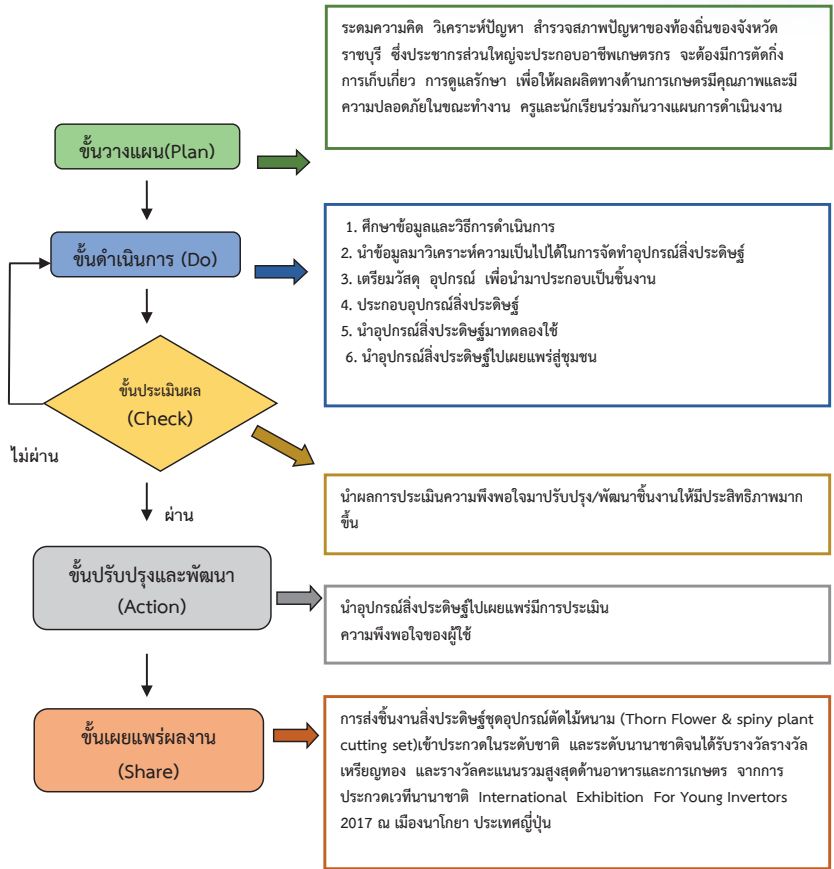 ระดมความคิด วิเคราะห์ปัญหา สำรวจสภาพปัญหาของท้องถิ่นของจังหวัด
ราชบุรี ซึ่งประชากรส่วนใหญ่จะประกอบอาชีพเกษตรกร จะต้องมีการตัดกิ่ง
การเก็บเกี่ยว การดูแลรักษา เพื่อให้ผลผลิตทางด้านการเกษตรมีคุณภาพและมี
ความปลอดภัยในขณะทำงาน ครูและนักเรียนร่วมกันวางแผนการดำเนินงาน
ขั้นวางแผน(Plan)
ขั้นดำเนินการ (Do)
1. ศึกษาข้อมูลและวิธีการดำเนินการ
2. นำข้อมูลมาวิเคราะห์ความเป็นไปได้ในการจัดทำอุปกรณ์สิ่งประดิษฐ์
3. เตรียมวัสดุ อุปกรณ์ เพื่อนำมาประกอบเป็นชิ้นงาน
4. ประกอบอุปกรณ์สิ่งประดิษฐ์
5. นำอุปกรณ์สิ่งประดิษฐ์มาทดลองใช้
6. นำอุปกรณ์สิ่งประดิษฐ์ไปเผยแพร่สู่ชุมชน
ขั้นประเมินผล
(Check)
ไม่ผ่าน
ผ่าน
นำผลการประเมินความพึงพอใจมาปรับปรุง/พัฒนาชิ้นงานให้มีประสิทธิภาพมาก
ขึ้น
ขั้นปรับปรุงและพัฒนา
(Action)
นำอุปกรณ์สิ่งประดิษฐ์ไปเผยแพร่มีการประเมิน
ความพึงพอใจของผู้ใช้
ขั้นเผยแพร่ผลงาน
(Share)
การส่งชิ้นงานสิ่งประดิษฐ์ชุดอุปกรณ์ตัดไม้หนาม (Thorn Flower & spiny plant
cutting set)เข้าประกวดในระดับชาติ และระดับนานาชาติจนได้รับรางวัลรางวัล
เหรียญทอง และรางวัลคะแนนรวมสูงสุดด้านอาหารและการเกษตร จากการ
ประกวดเวทีนานาชาติ International Exhibition For Young Invertors
2017 ณ เมืองนาโกยา ประเทศญี่ปุ่น